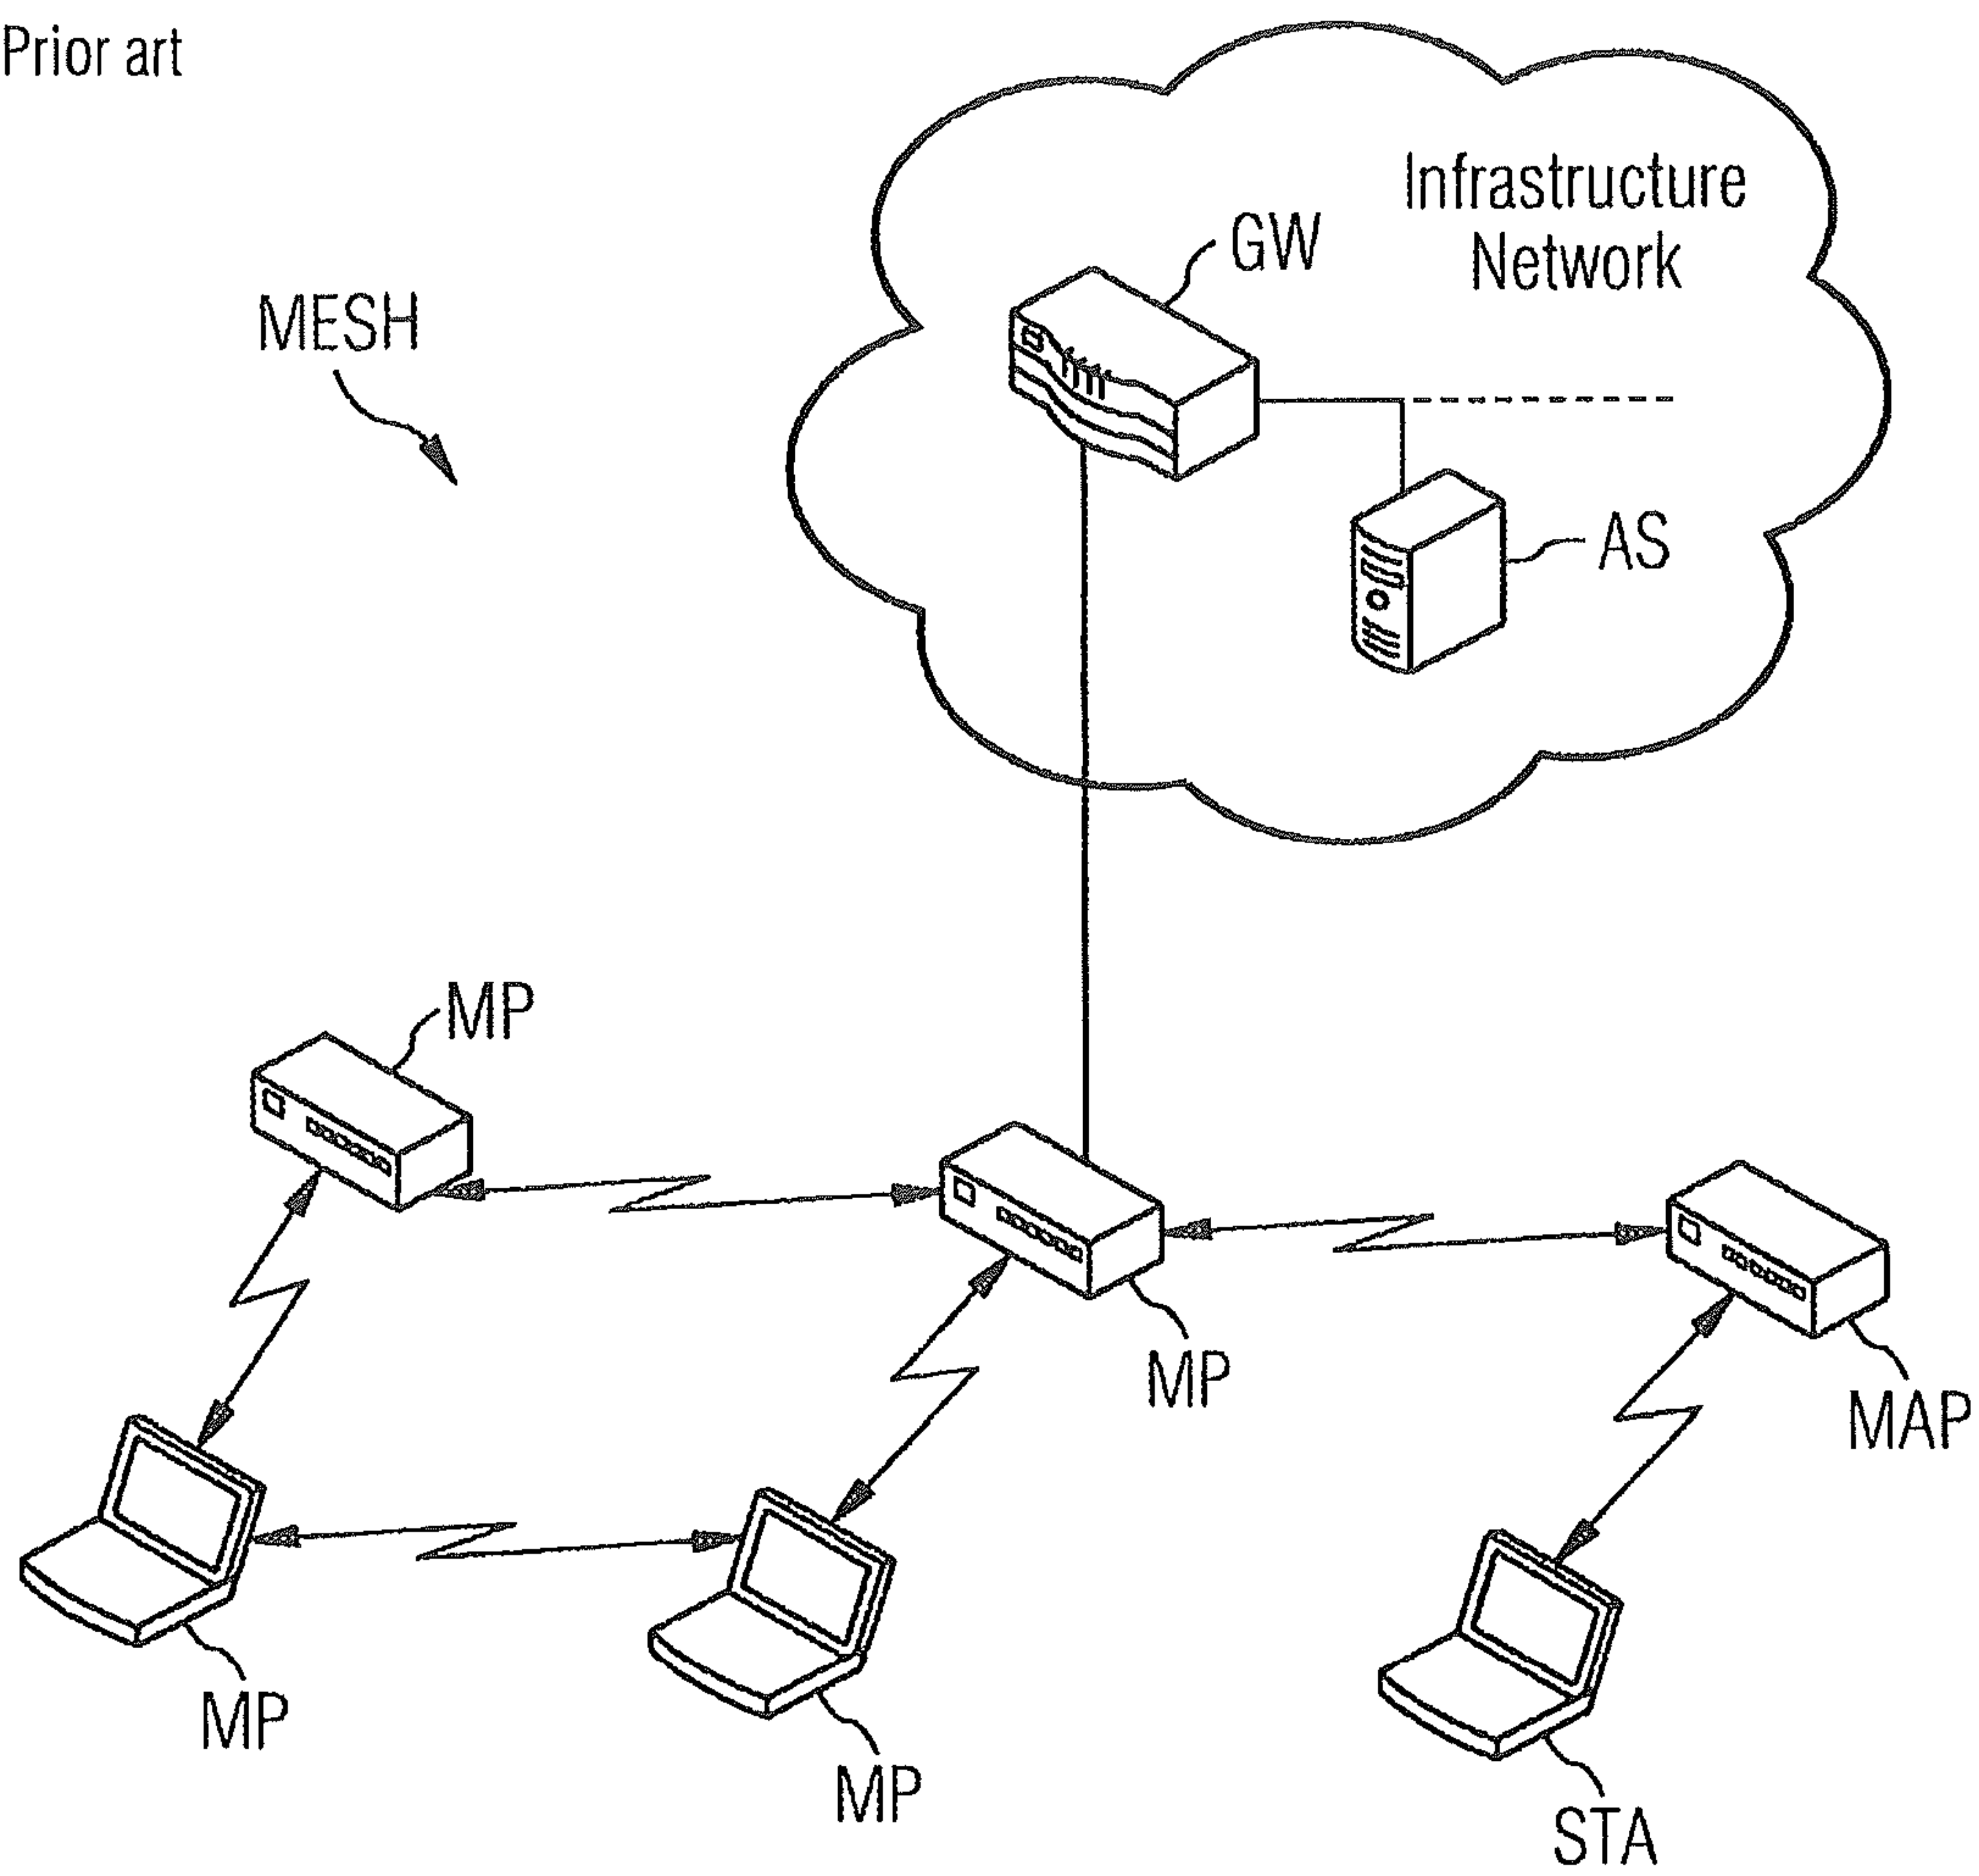 Prior art
Infrastructure
Network
GW
MESH
AS
MP
MP
MAP
MP
MP
STA